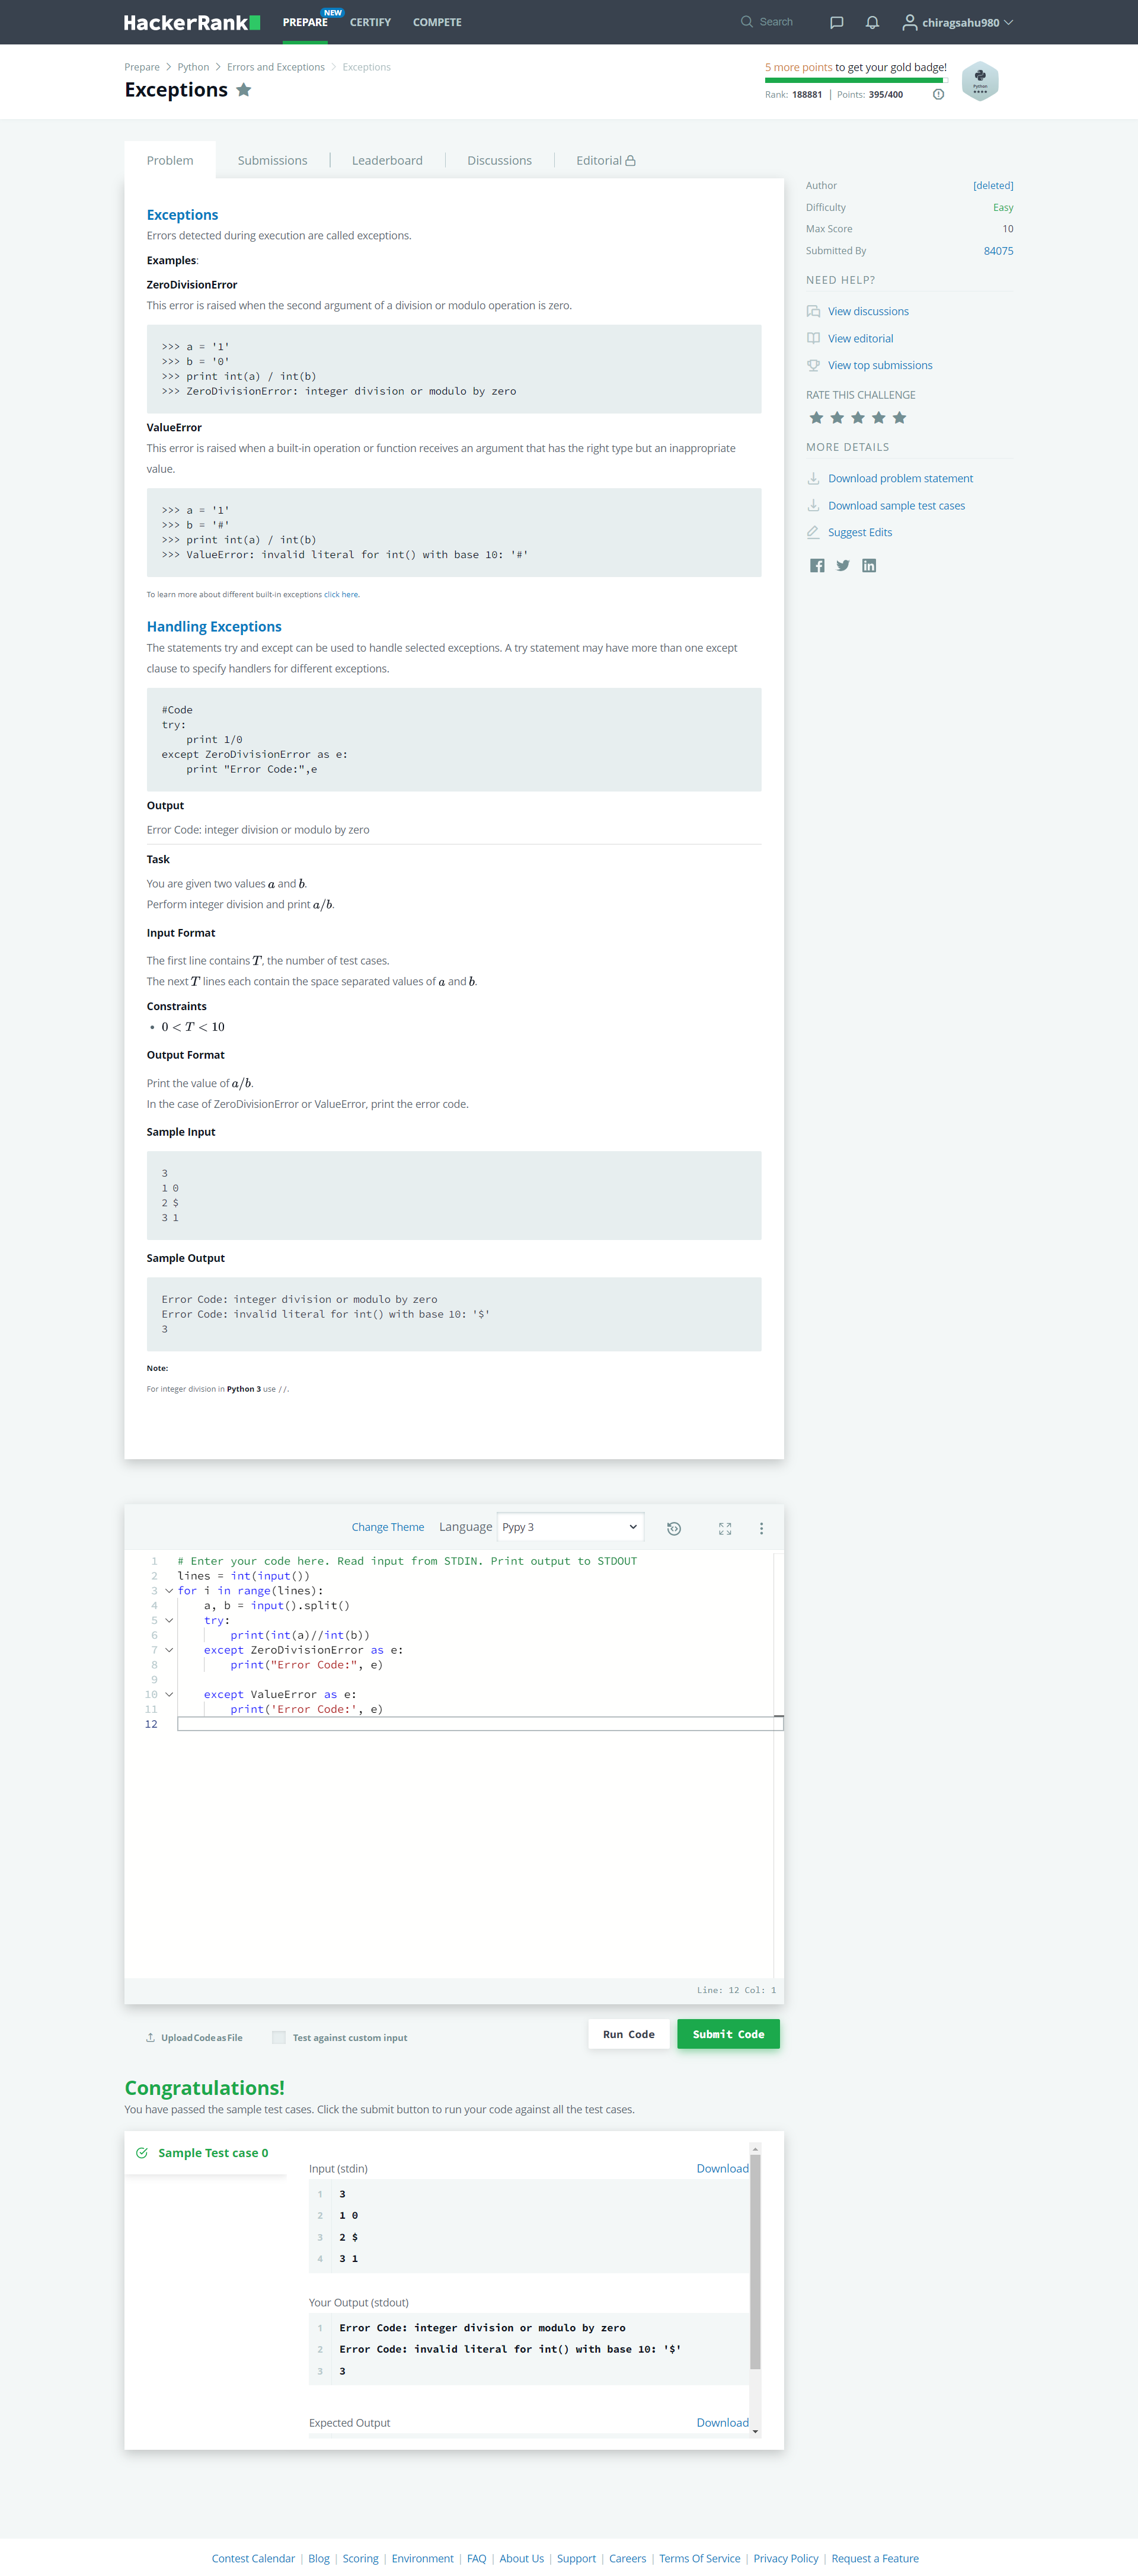 HackerRank
PREPARE NEW CERTIFY COMPETE Search chiragsahu980
Prepare > Python > Errors and Exceptions > Exceptions
Exceptions
5 more points to get your gold badge!
Rank: 188881 | Points: 395/400
Python
Problem Submissions Leaderboard Discussions Editorial
Author [deleted]
Difficulty Easy
Max Score 10
Submitted By 84075
NEED HELP?
View discussions
View editorial
View top submissions
RATE THIS CHALLENGE
MORE DETAILS
Download problem statement
Download sample test cases
Suggest Edits
Exceptions
Errors detected during execution are called exceptions.
Examples:
ZeroDivisionError
This error is raised when the second argument of a division or modulo operation is zero.
>>> a = '1'
>>> b = '0'
>>> print int(a) / int(b)
>>> ZeroDivisionError: integer division or modulo by zero
ValueError
This error is raised when a built-in operation or function receives an argument that has the right type but an inappropriate
value.
>>> a = '1'
>>> b = '#'
>>> print int(a) / int(b)
>>> ValueError: invalid literal for int() with base 10: '#'
To learn more about different built-in exceptions click here.
Handling Exceptions
The statements try and except can be used to handle selected exceptions. A try statement may have more than one except
clause to specify handlers for different exceptions.
#Code
try:
    print 1/0
except ZeroDivisionError as e:
    print "Error Code:",e
Output
Error Code: integer division or modulo by zero
Task
You are given two values a and b.
Perform integer division and print a/b.
Input Format
The first line contains T, the number of test cases.
The next T lines each contain the space separated values of a and b.
Constraints
• 0 < T < 10
Output Format
Print the value of a/b.
In the case of ZeroDivisionError or ValueError, print the error code.
Sample Input
3
1 0
2 $
3 1
Sample Output
Error Code: integer division or modulo by zero
Error Code: invalid literal for int() with base 10: '$'
3
Note:
For integer division in Python 3 use //.
Change Theme Language Pypy 3
1 # Enter your code here. Read input from STDIN. Print output to STDOUT
2 lines = int(input())
3 for i in range(lines):
4     a, b = input().split()
5     try:
6         print(int(a)//int(b))
7     except ZeroDivisionError as e:
8         print("Error Code:", e)
9
10     except ValueError as e:
11         print('Error Code:', e)
12
Line: 12 Col: 1
Upload Code as File Test against custom input Run Code Submit Code
Congratulations!
You have passed the sample test cases. Click the submit button to run your code against all the test cases.
Sample Test case 0
Input (stdin) Download
1 3
2 1 0
3 2 $
4 3 1
Your Output (stdout)
1 Error Code: integer division or modulo by zero
2 Error Code: invalid literal for int() with base 10: '$'
3 3
Expected Output Download
Contest Calendar | Blog | Scoring | Environment | FAQ | About Us | Support | Careers | Terms Of Service | Privacy Policy | Request a Feature